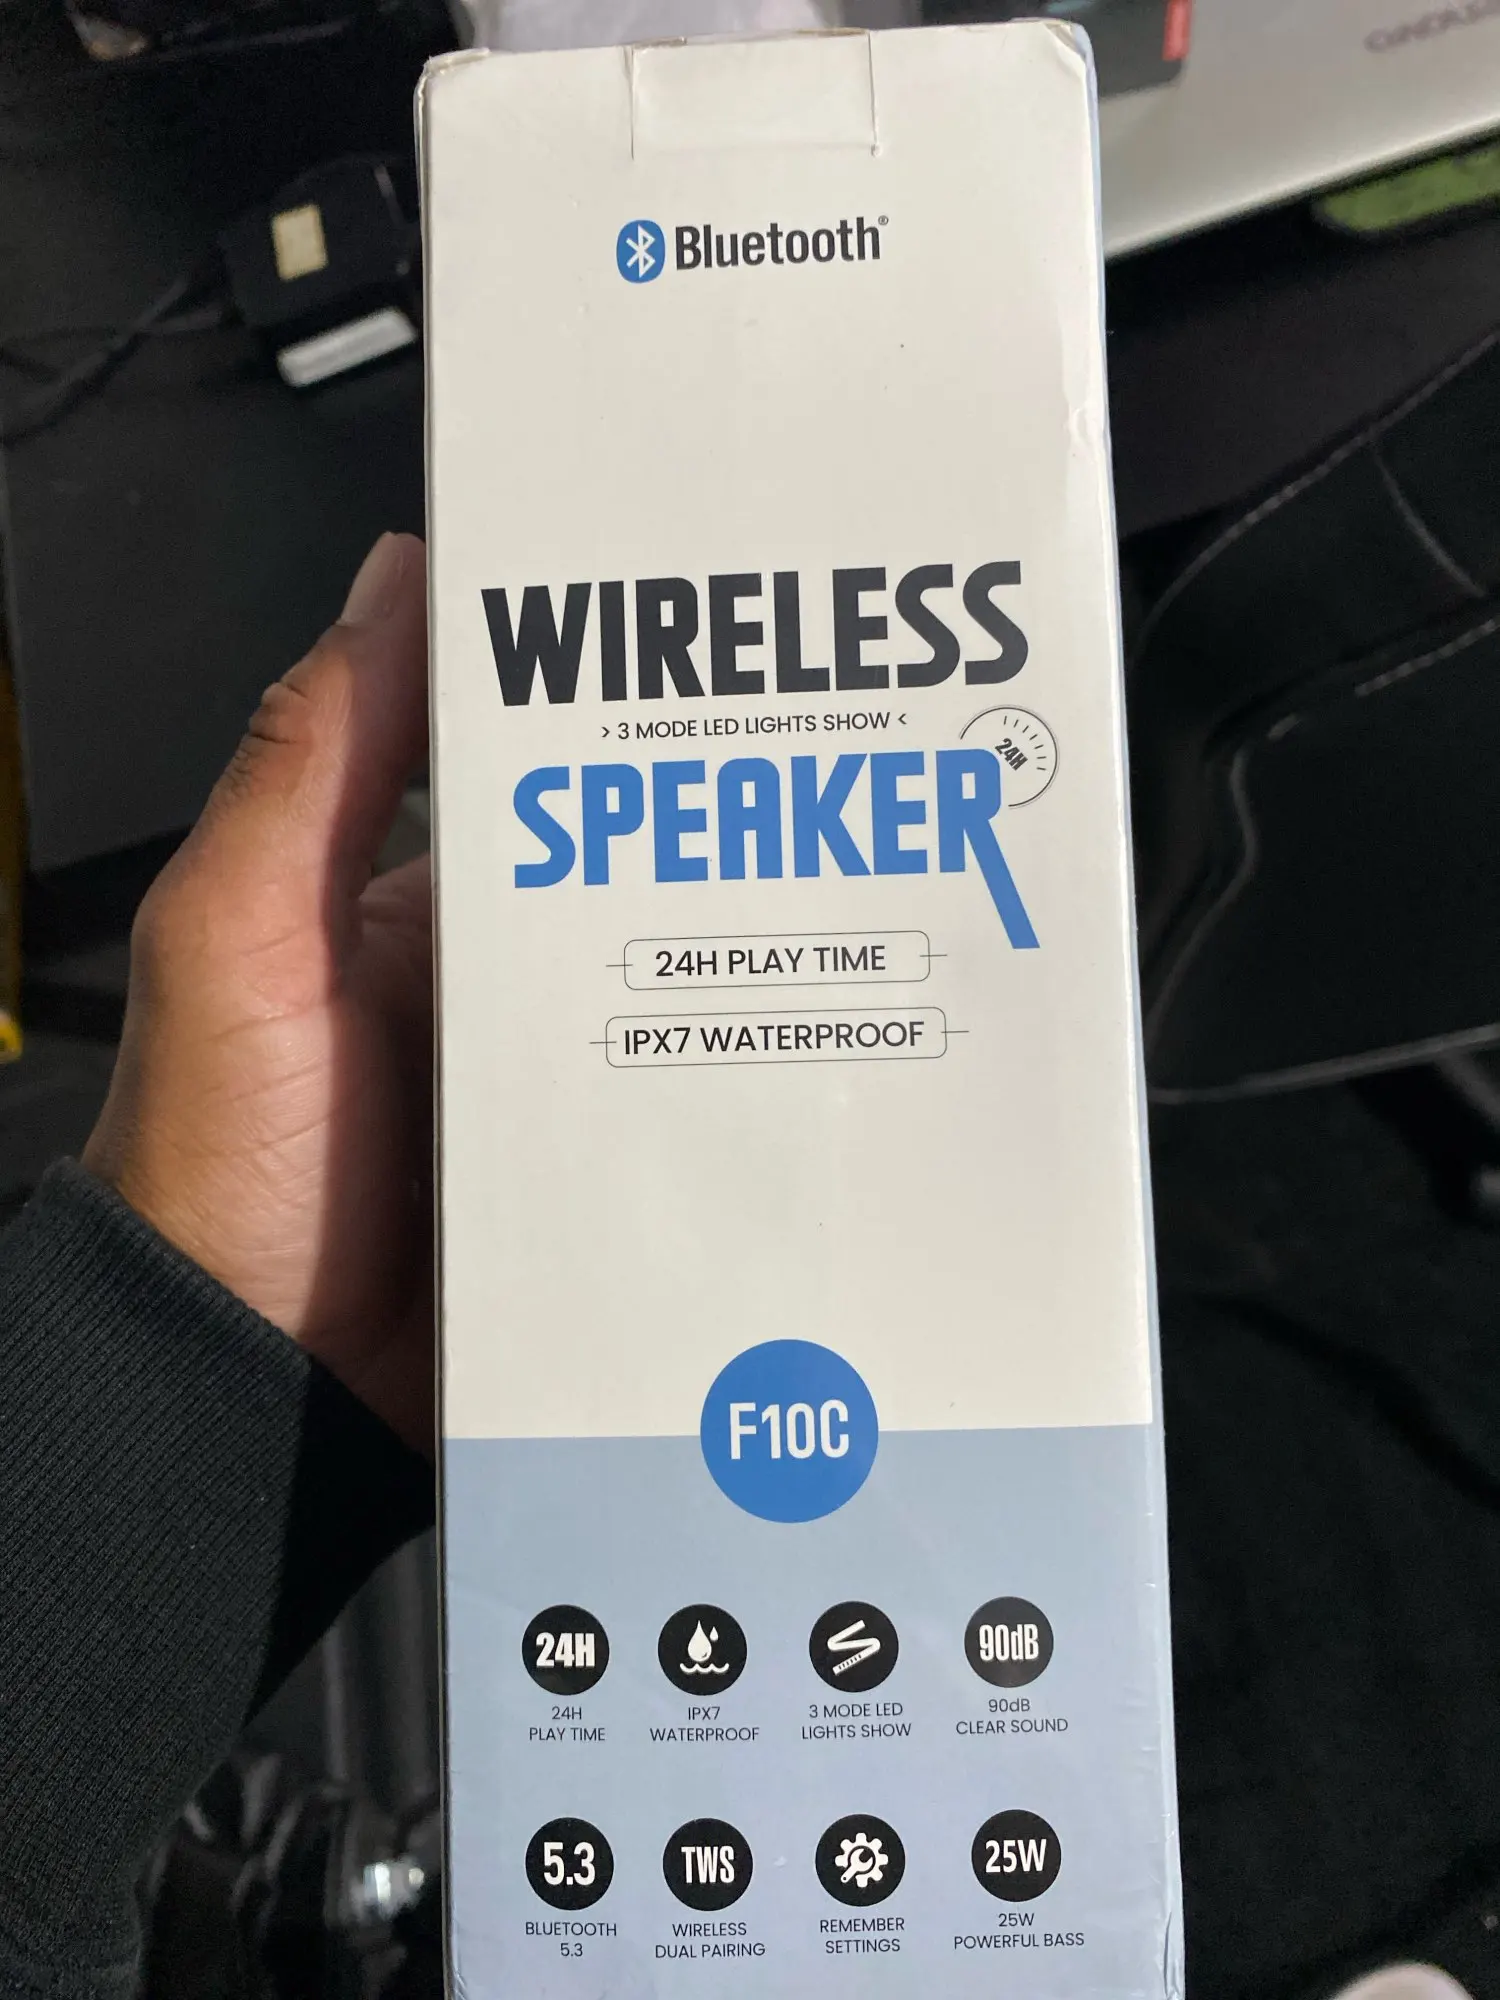 Bluetooth®
WIRELESS
> 3 MODE LED LIGHTS SHOW <
24H
SPEAKER
24H PLAY TIME
IPX7 WATERPROOF
F10C
24H
90dB
24H
PLAY TIME
IPX7
WATERPROOF
3 MODE LED
LIGHTS SHOW
90dB
CLEAR SOUND
5.3
TWS
25W
BLUETOOTH
5.3
WIRELESS
DUAL PAIRING
REMEMBER
SETTINGS
25W
POWERFUL BASS